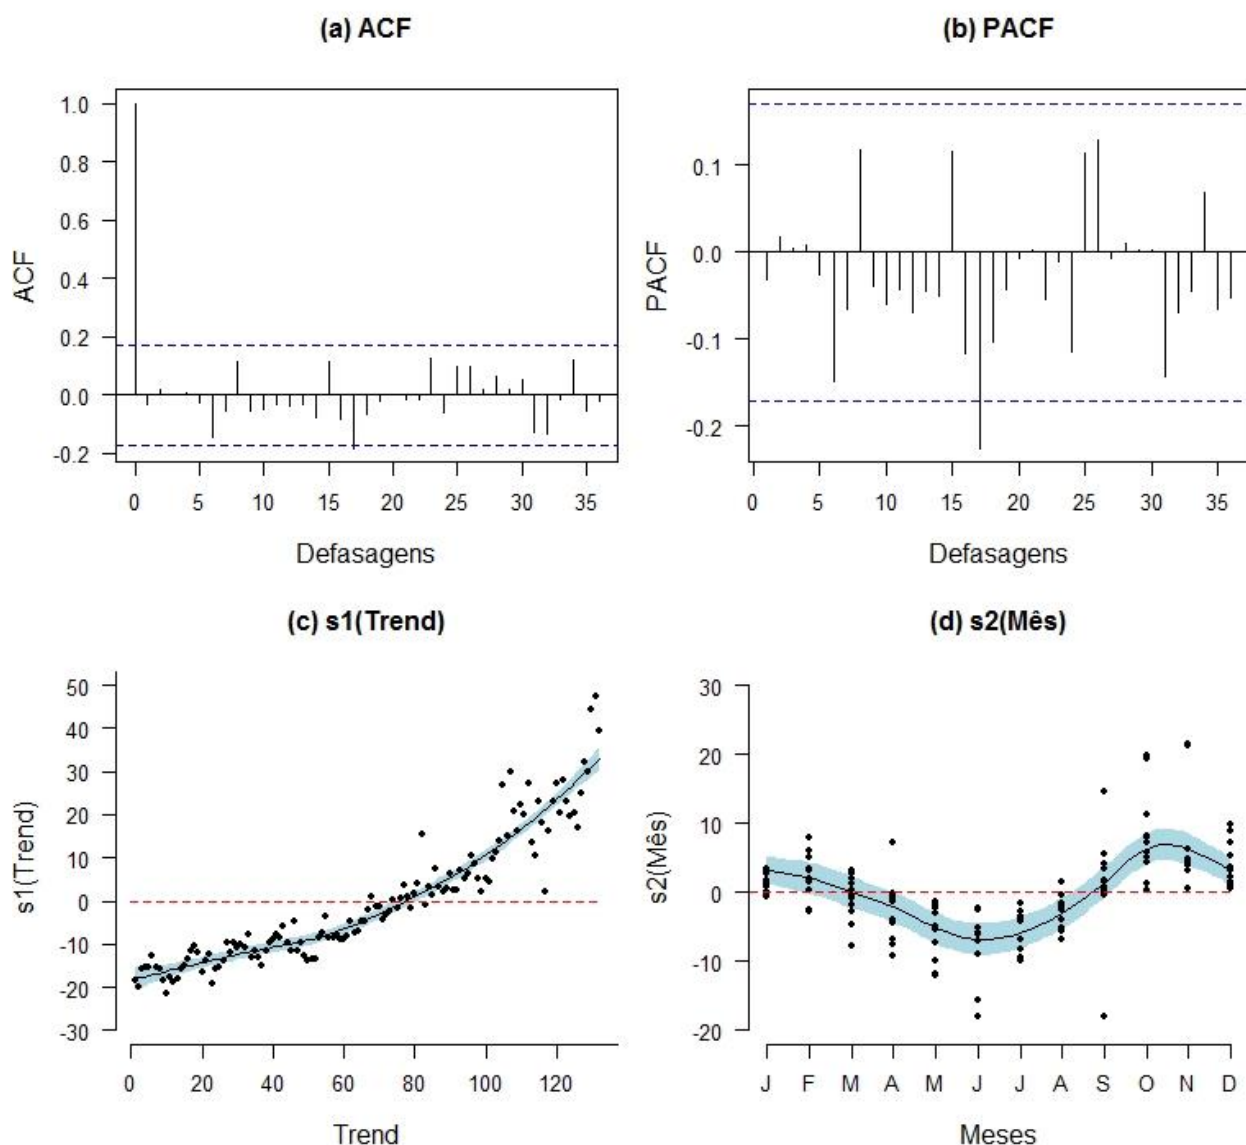 (a) ACF
ACF
1.0
0.8
0.6
0.4
0.2
0.0
-0.2
0 5 10 15 20 25 30 35
Defasagens
(b) PACF
PACF
0.1
0.0
-0.1
-0.2
0 5 10 15 20 25 30 35
Defasagens
(c) s1(Trend)
s1(Trend)
50
40
30
20
10
0
-10
-20
-30
0 20 40 60 80 100 120
Trend
(d) s2(Mês)
s2(Mês)
30
20
10
0
-10
-20
J F M A M J J A S O N D
Meses